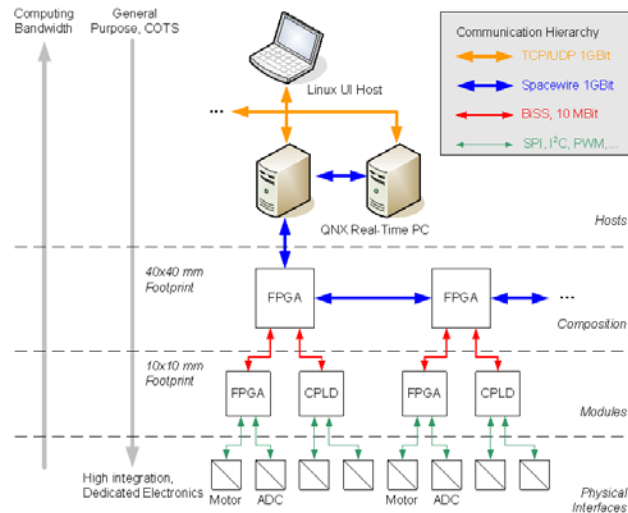 Computing
Bandwidth
General
Purpose, COTS
Communication Hierarchy
TCP/UDP 1GBit
Spacewire 1GBit
BiSS, 10 MBit
SPI, I²C, PWM,...
Linux UI Host
...
QNX Real-Time PC
Hosts
40x40 mm
Footprint
FPGA
FPGA
...
Composition
10x10 mm
Footprint
FPGA
CPLD
FPGA
CPLD
Modules
High integration,
Dedicated Electronics
Motor
ADC
Motor
ADC
Physical
Interfaces